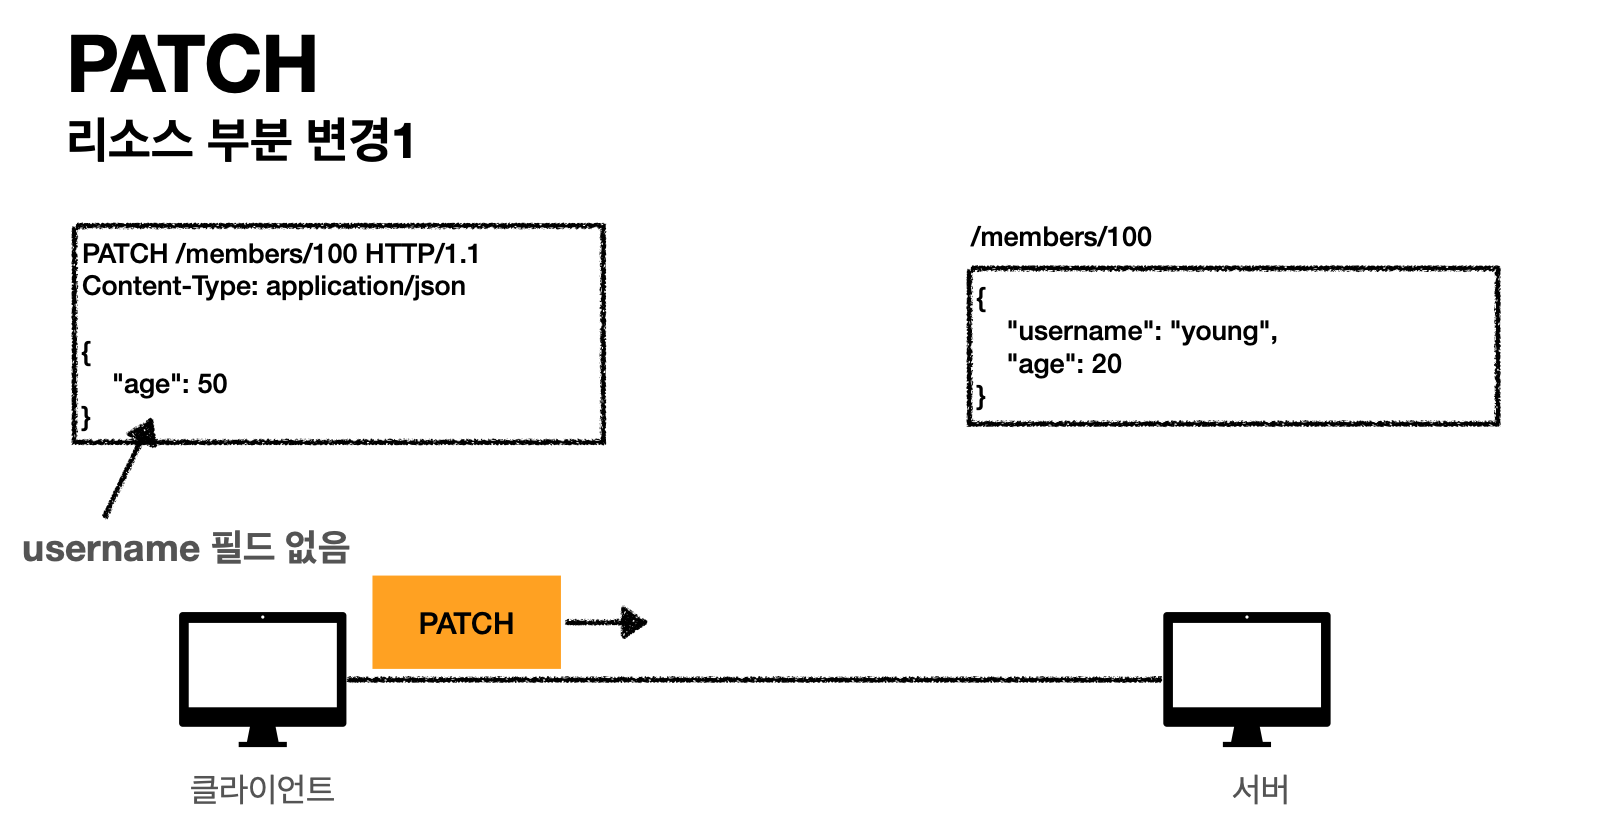 PATCH
리소스 부분 변경1
PATCH /members/100 HTTP/1.1
Content-Type: application/json
{
"age": 50
}
username 필드 없음
/members/100
{
"username": "young",
"age": 20
}
PATCH
클라이언트
서버